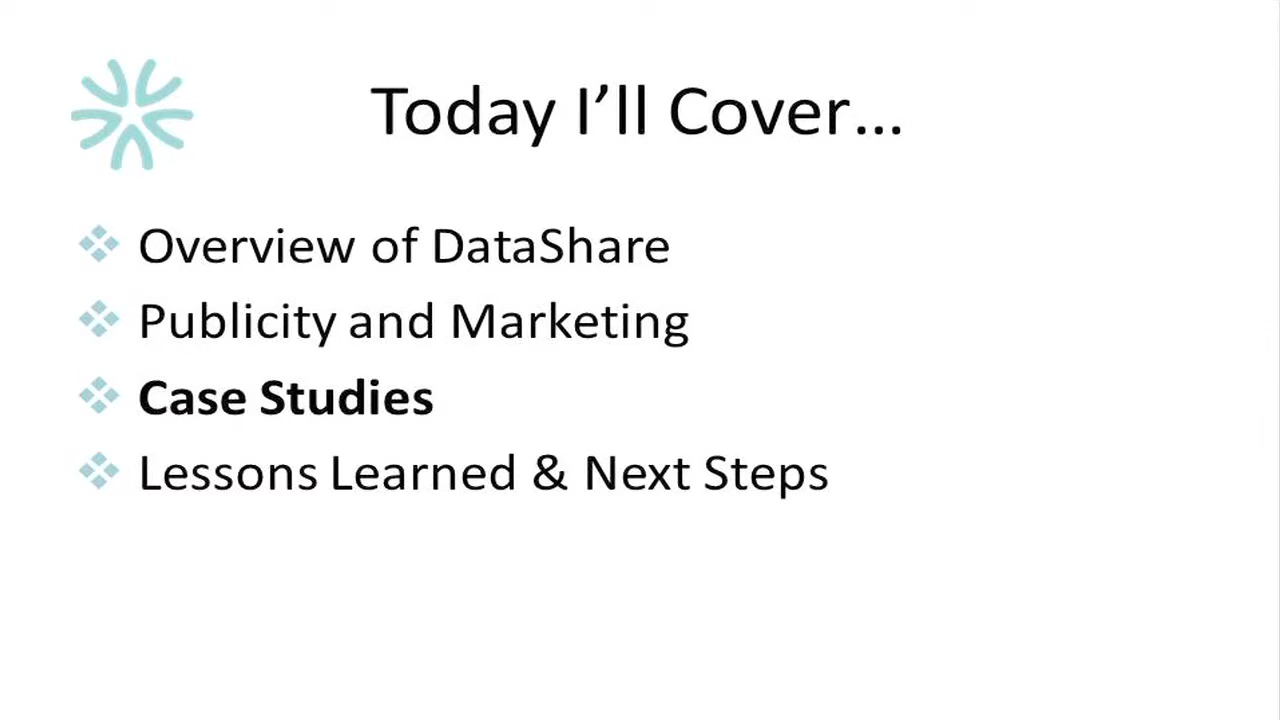 Today I’ll Cover…
Overview of DataShare
Publicity and Marketing
Case Studies
Lessons Learned & Next Steps